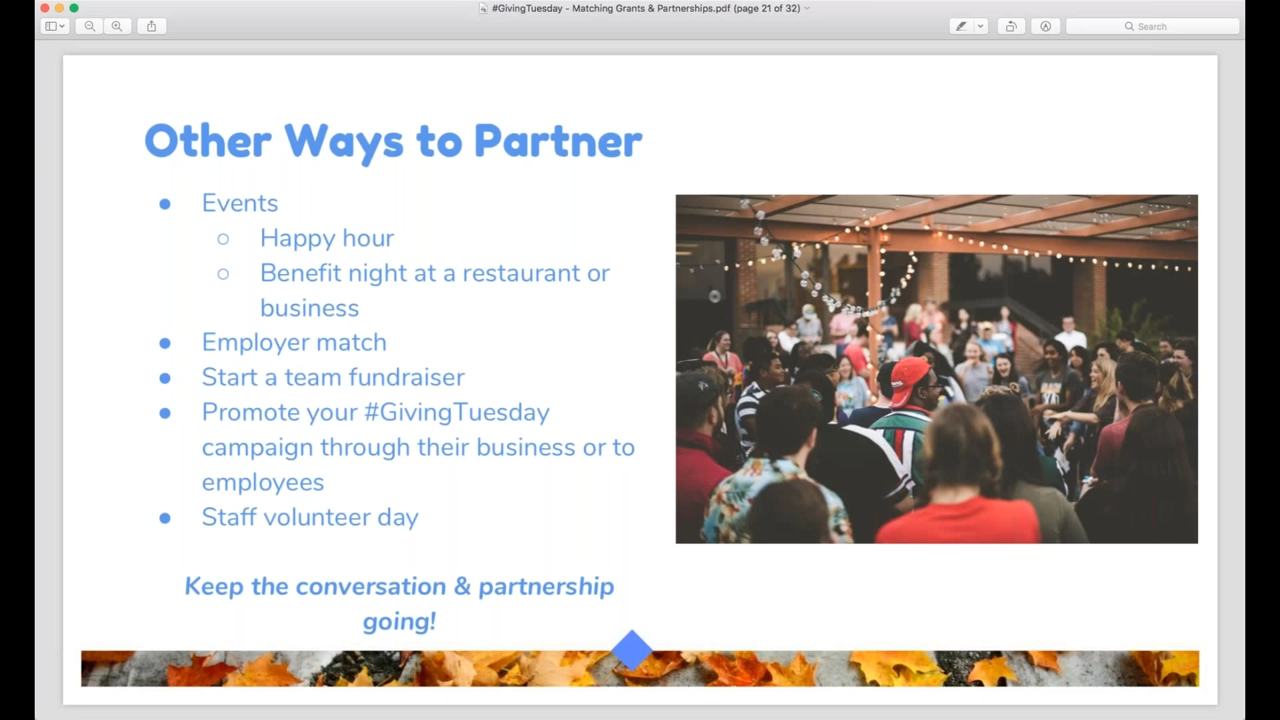 #GivingTuesday - Matching Grants & Partnerships.pdf (page 21 of 32)
Search
Other Ways to Partner
● Events
○ Happy hour
○ Benefit night at a restaurant or
business
● Employer match
● Start a team fundraiser
● Promote your #GivingTuesday
campaign through their business or to
employees
● Staff volunteer day
Keep the conversation & partnership
going!